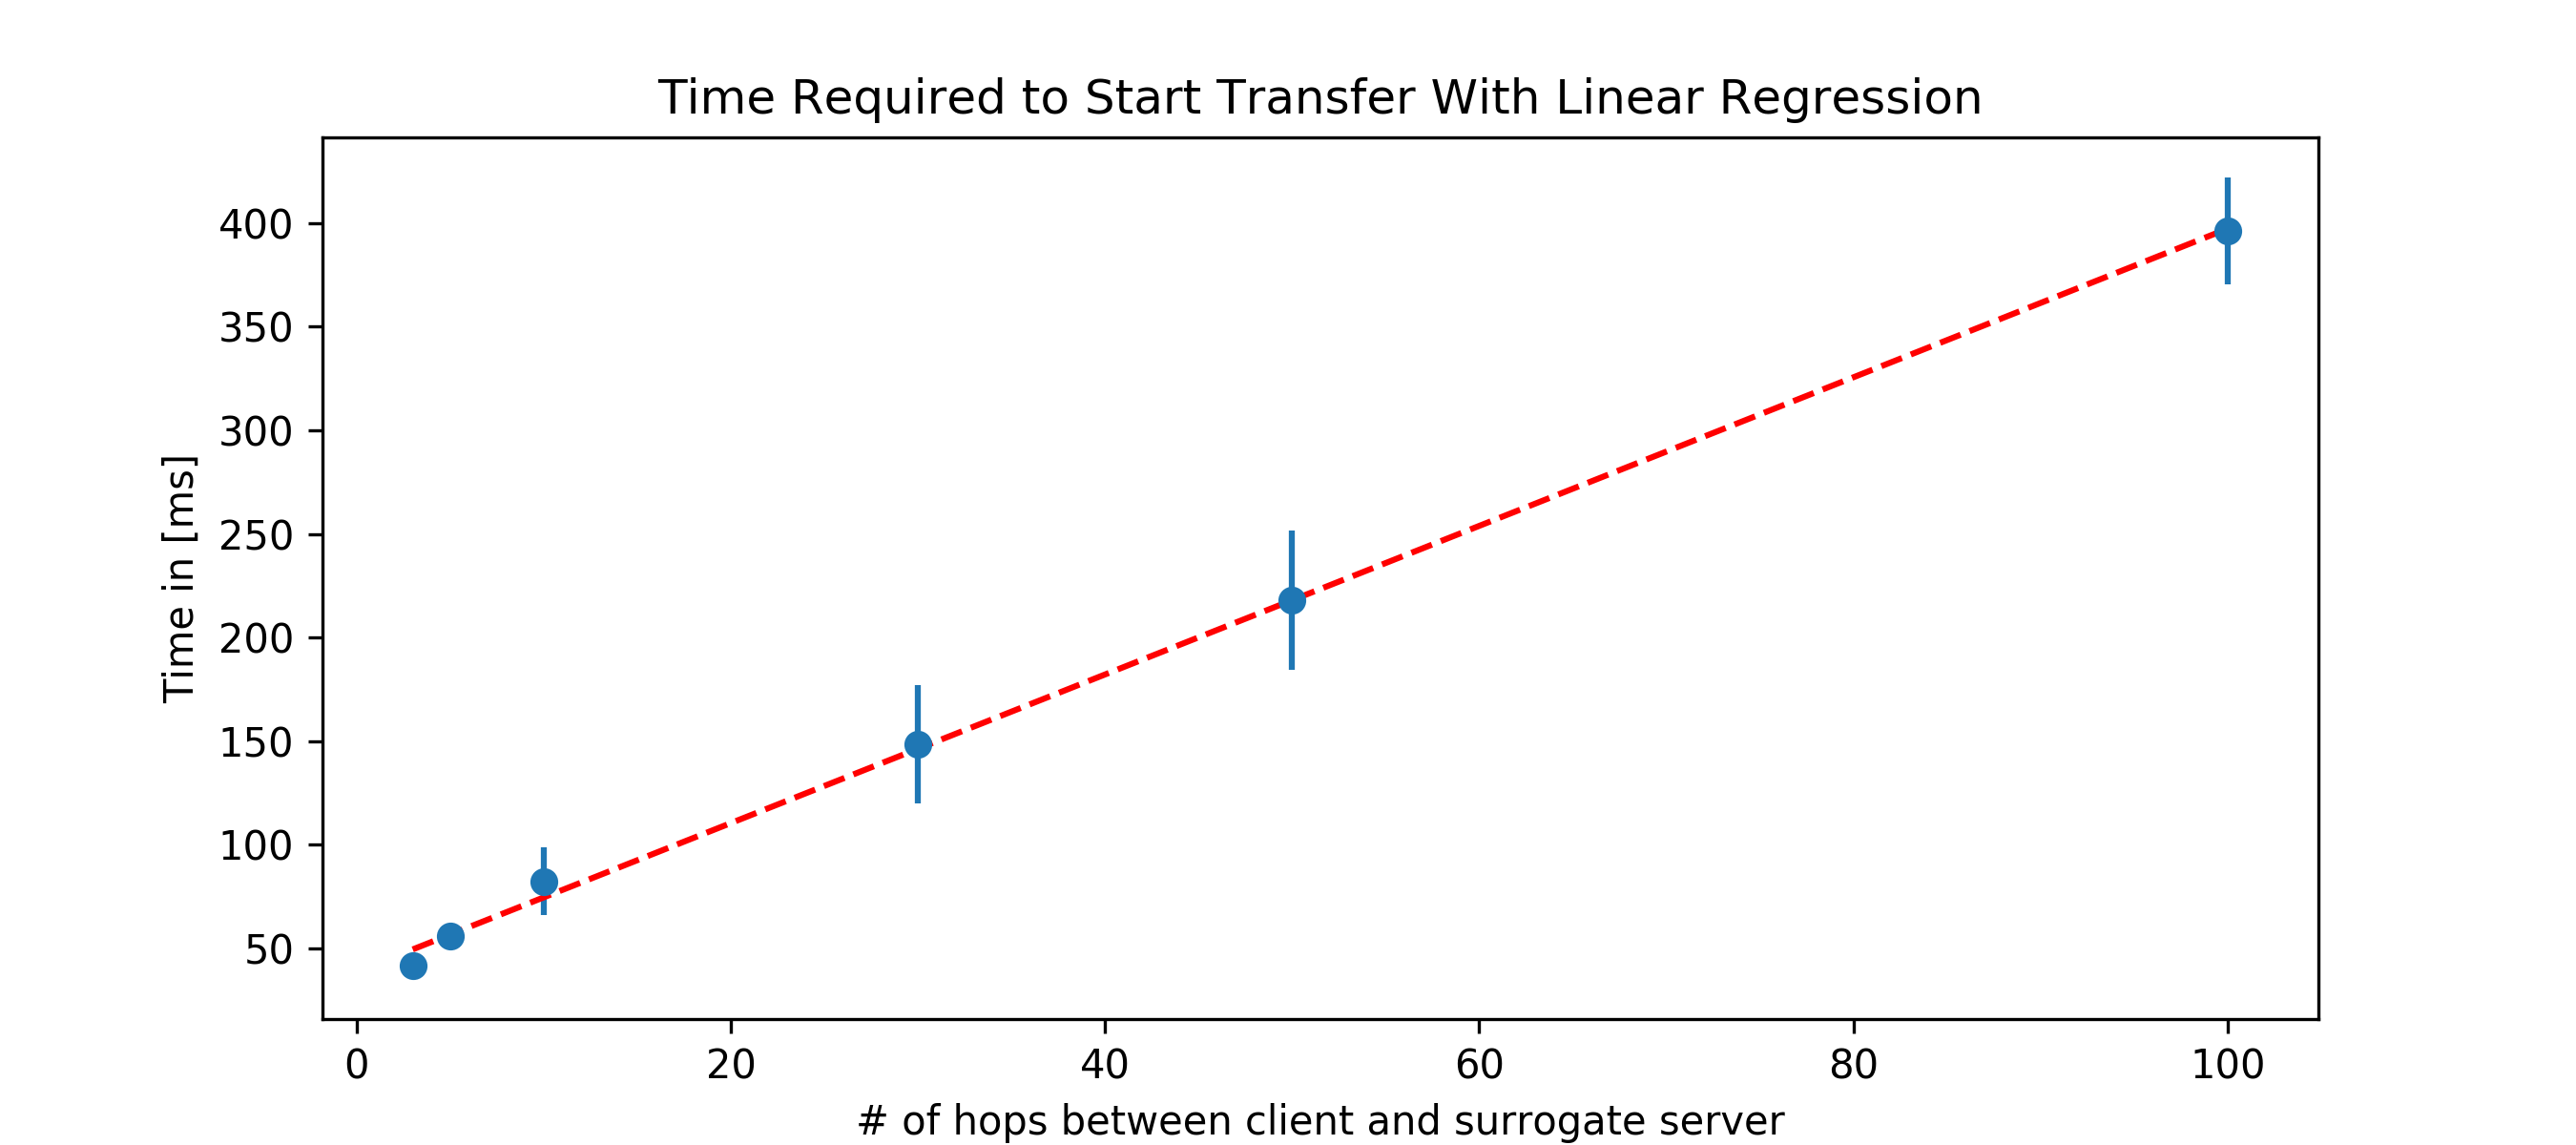 Time Required to Start Transfer With Linear Regression
Time in [ms]
400
350
300
250
200
150
100
50
0 20 40 60 80 100
# of hops between client and surrogate server